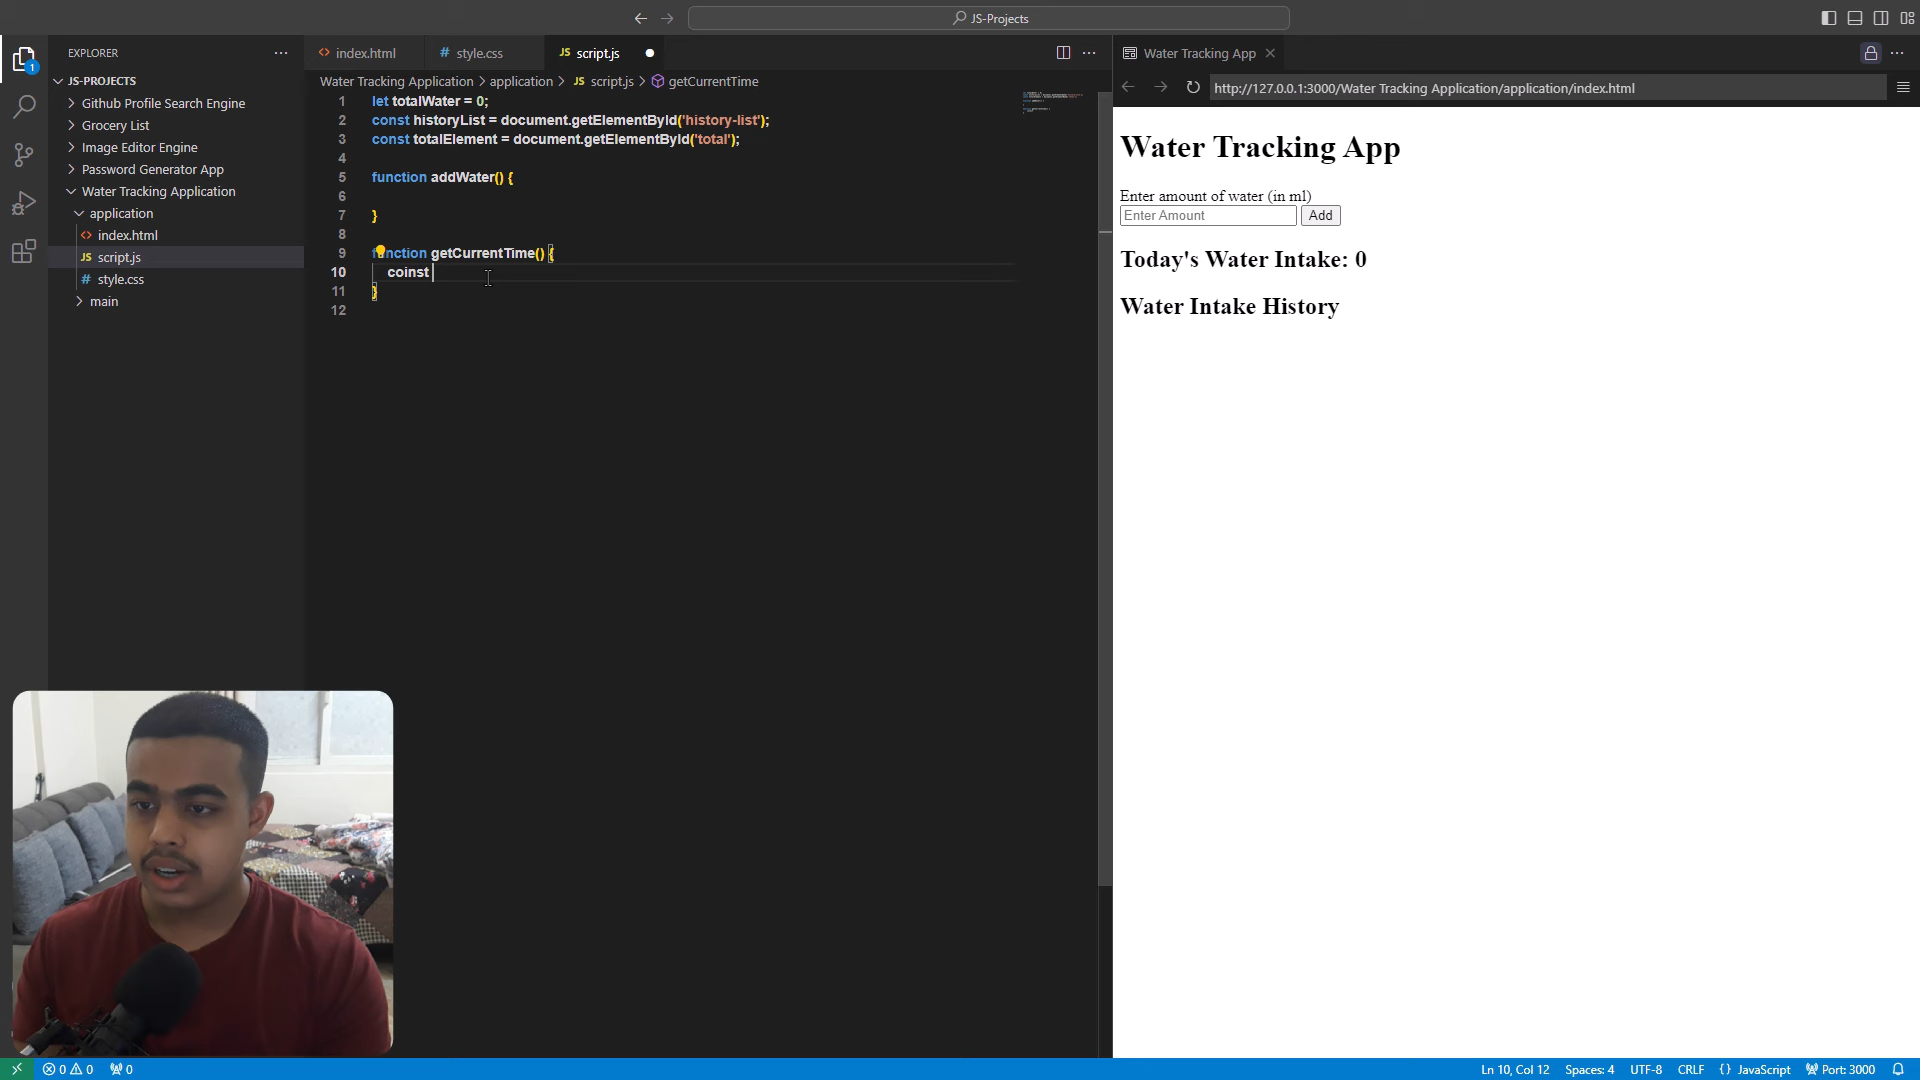 JS-Projects
EXPLORER
JS-PROJECTS
Github Profile Search Engine
Grocery List
Image Editor Engine
Password Generator App
Water Tracking Application
application
index.html
JS script.js
# style.css
main
index.html
# style.css
JS script.js
Water Tracking Application > application > JS script.js > getCurrentTime
1 let totalWater = 0;
2 const historyList = document.getElementById('history-list');
3 const totalElement = document.getElementById('total');
4
5 function addWater() {
6
7 }
8
9 function getCurrentTime() {
10 coinst
11 }
12
Water Tracking App
http://127.0.0.1:3000/Water Tracking Application/application/index.html
Water Tracking App
Enter amount of water (in ml)
Enter Amount Add
Today's Water Intake: 0
Water Intake History
1
0 0 0 Ln 10, Col 12 Spaces: 4 UTF-8 CRLF {} JavaScript Port: 3000